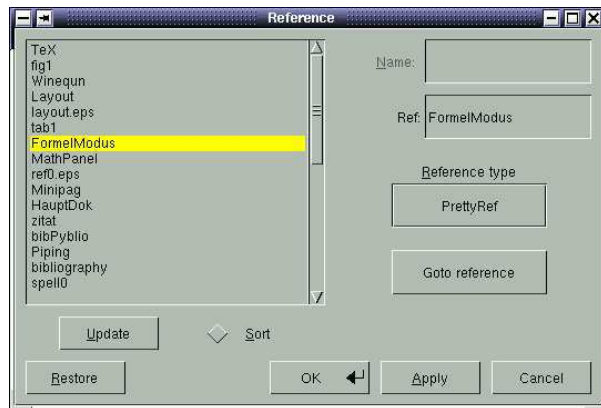 Reference
TeX
fig1
Winequn
Layout
layout.eps
tab1
FormelModus
MathPanel
ref0.eps
Minipag
HauptDok
zitat
bibPyblio
Piping
bibliography
spell0
Name:
Ref: FormelModus
Reference type
PrettyRef
Goto reference
Update
Sort
Restore
OK
Apply
Cancel